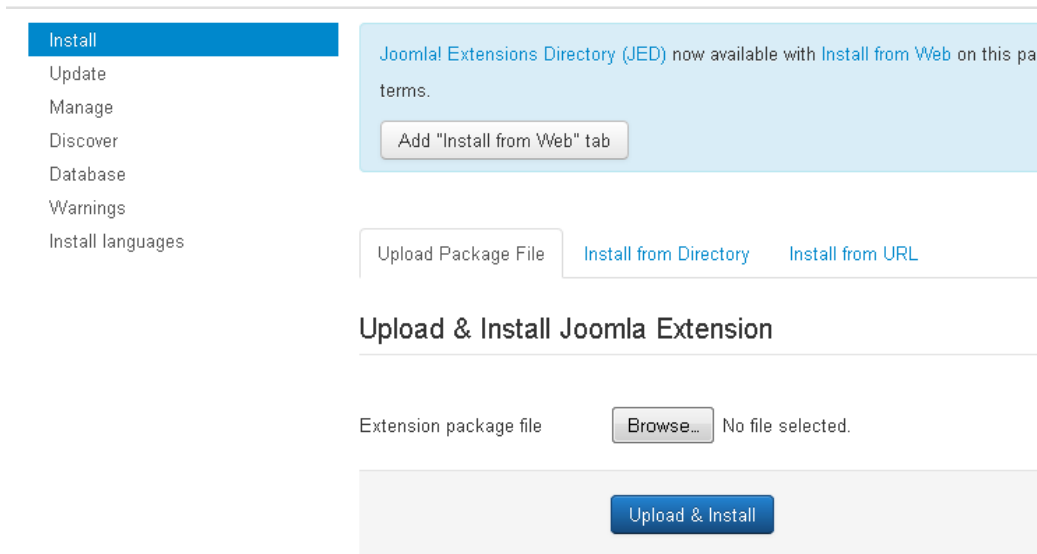 Install
Update
Manage
Discover
Database
Warnings
Install languages
Joomla! Extensions Directory (JED) now available with Install from Web on this pa
terms.
Add "Install from Web" tab
Upload Package File Install from Directory Install from URL
Upload & Install Joomla Extension
Extension package file Browse... No file selected.
Upload & Install